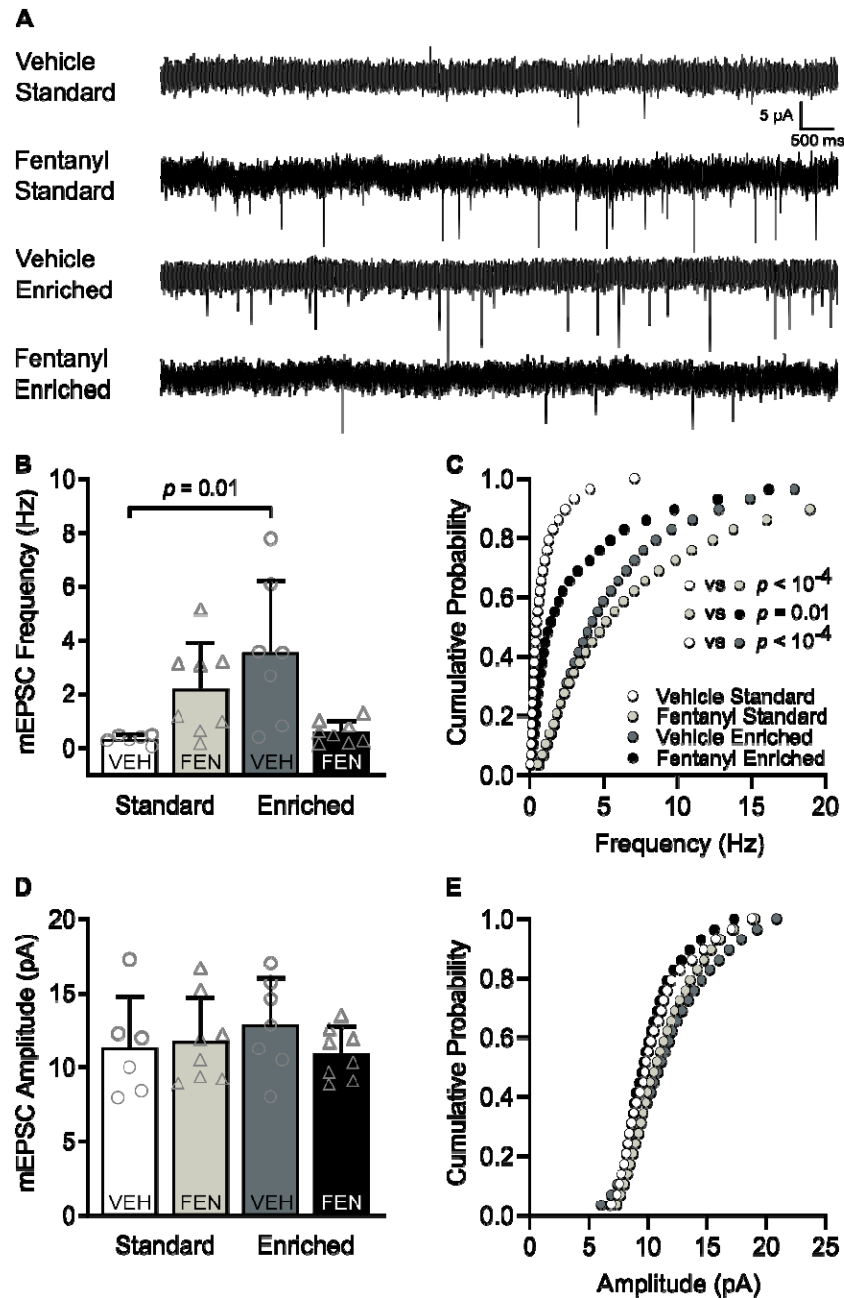 A
Vehicle
Standard
5 µA
500 ms
Fentanyl
Standard
Vehicle
Enriched
Fentanyl
Enriched
B
mEPSC Frequency (Hz)
10
8
6
4
2
0
p = 0.01
VEH
FEN
VEH
FEN
Standard
Enriched
C
Cumulative Probability
1.0
0.8
0.6
0.4
0.2
0.0
vs p < 10-4
vs p = 0.01
vs p < 10-4
Vehicle Standard
Fentanyl Standard
Vehicle Enriched
Fentanyl Enriched
0 5 10 15 20
Frequency (Hz)
D
mEPSC Amplitude (pA)
20
15
10
5
0
VEH
FEN
VEH
FEN
Standard
Enriched
E
Cumulative Probability
1.0
0.8
0.6
0.4
0.2
0.0
0 5 10 15 20 25
Amplitude (pA)